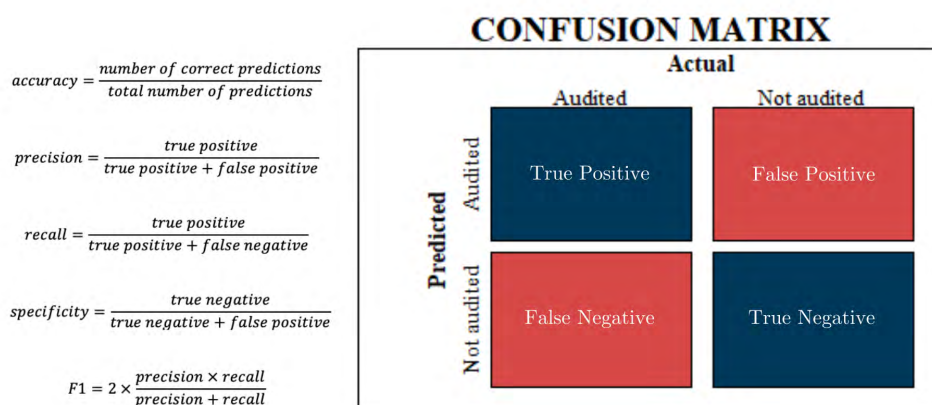 accuracy = number of correct predictions / total number of predictions
precision = true positive / true positive + false positive
recall = true positive / true positive + false negative
specificity = true negative / true negative + false positive
F1 = 2 × precision × recall / precision + recall
CONFUSION MATRIX
Actual
Audited Not audited
Predicted
Audited
True Positive False Positive
Not audited
False Negative True Negative